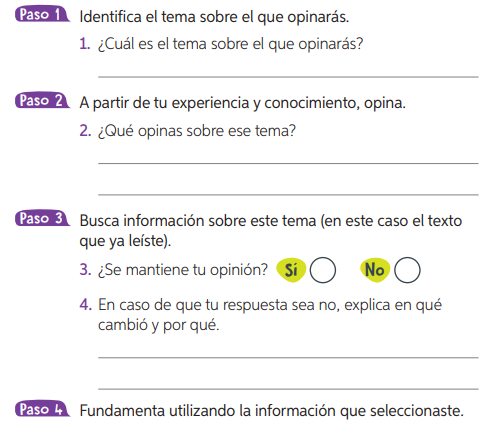 Paso 1 Identifica el tema sobre el que opinarás.
1. ¿Cuál es el tema sobre el que opinarás?
Paso 2 A partir de tu experiencia y conocimiento, opina.
2. ¿Qué opinas sobre ese tema?
Paso 3 Busca información sobre este tema (en este caso el texto
que ya leíste).
3. ¿Se mantiene tu opinión? Sí No
4. En caso de que tu respuesta sea no, explica en qué
cambió y por qué.
Paso 4 Fundamenta utilizando la información que seleccionaste.